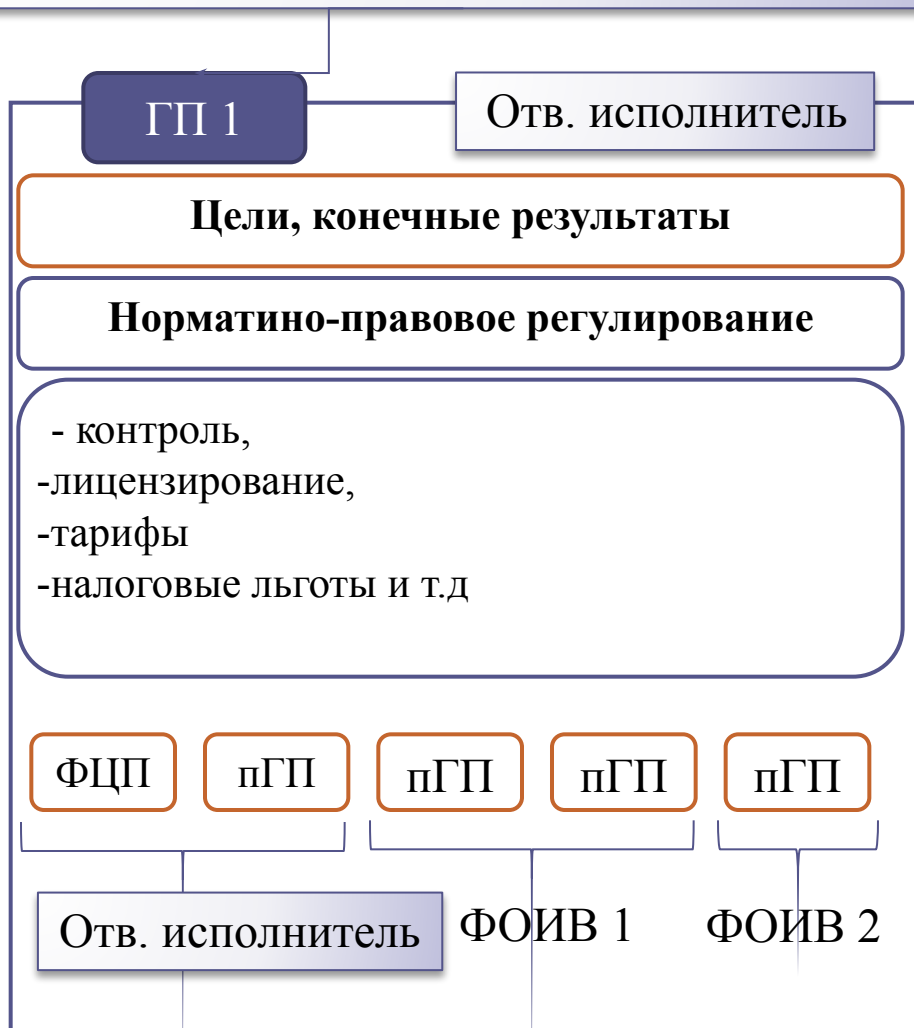 ГП 1
Отв. исполнитель
Цели, конечные результаты
Норматино-правовое регулирование
- контроль,
-лицензирование,
-тарифы
-налоговые льготы и т.д
ФЦП
пГП
пГП
пГП
пГП
Отв. исполнитель
ФОИВ 1
ФОИВ 2